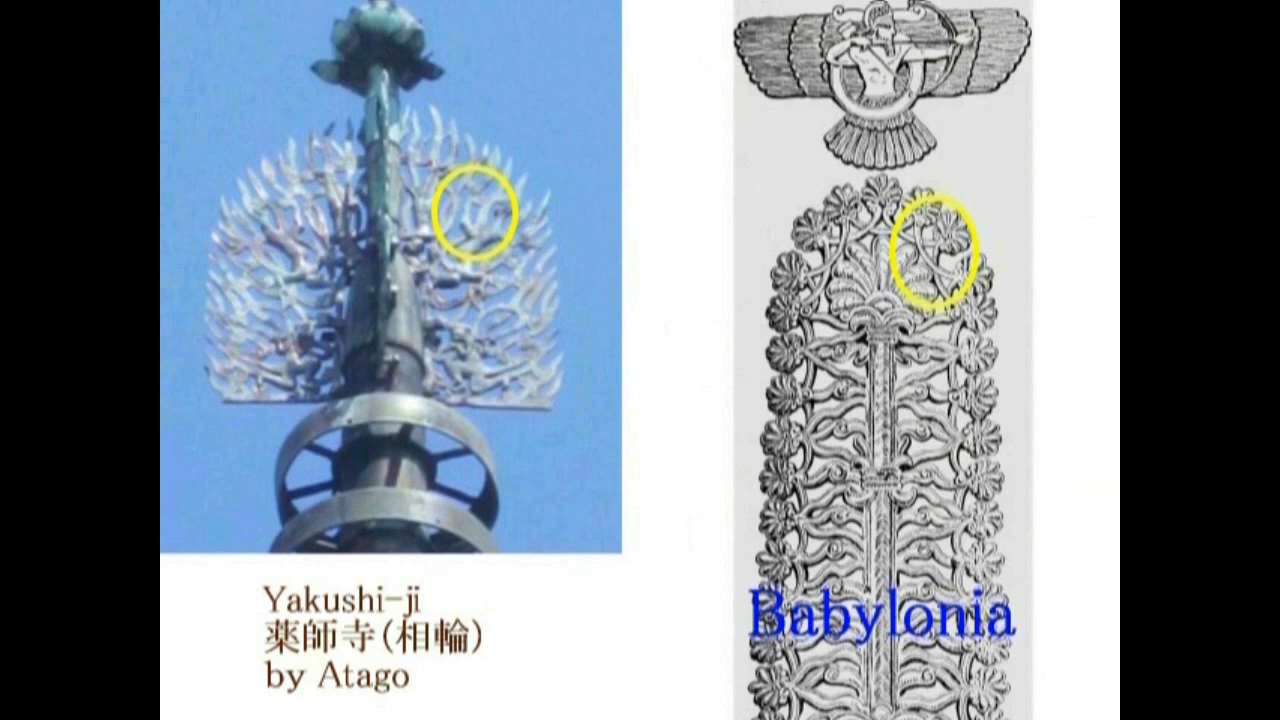 Yakushi-ji
薬師寺(相輪)
by Atago
Babylonia